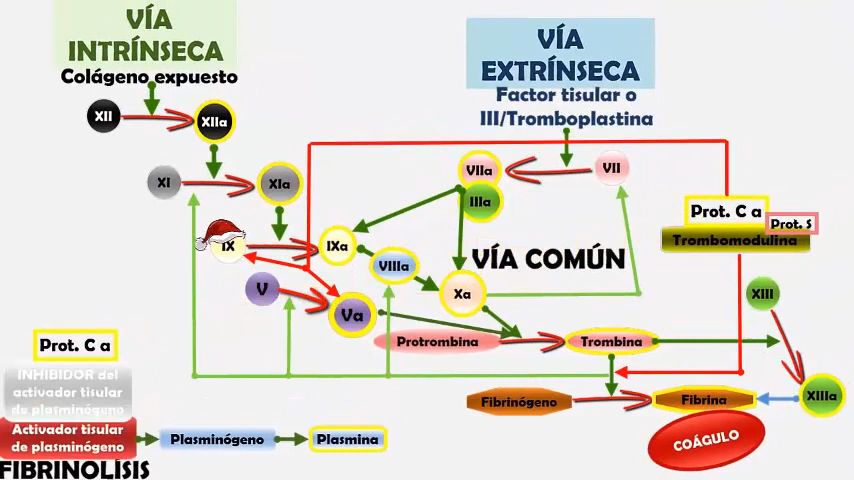 VÍA
INTRÍNSECA
Colágeno expuesto
VÍA
EXTRÍNSECA
Factor tisular o
III/Tromboplastina
XII
XIIa
XI
XIa
VIIa
VII
IIIa
IX
IXa
VIIIa
VÍA COMÚN
Prot. C a
Prot. S
Trombomodulina
V
Va
Xa
XIII
Protrombina
Trombina
Prot. C a
INHIBIDOR del
activador tisular
de plasminógeno
Fibrinógeno
Fibrina
XIIIa
Activador tisular
de plasminógeno
Plasminógeno
Plasmina
COÁGULO
FIBRINOLISIS